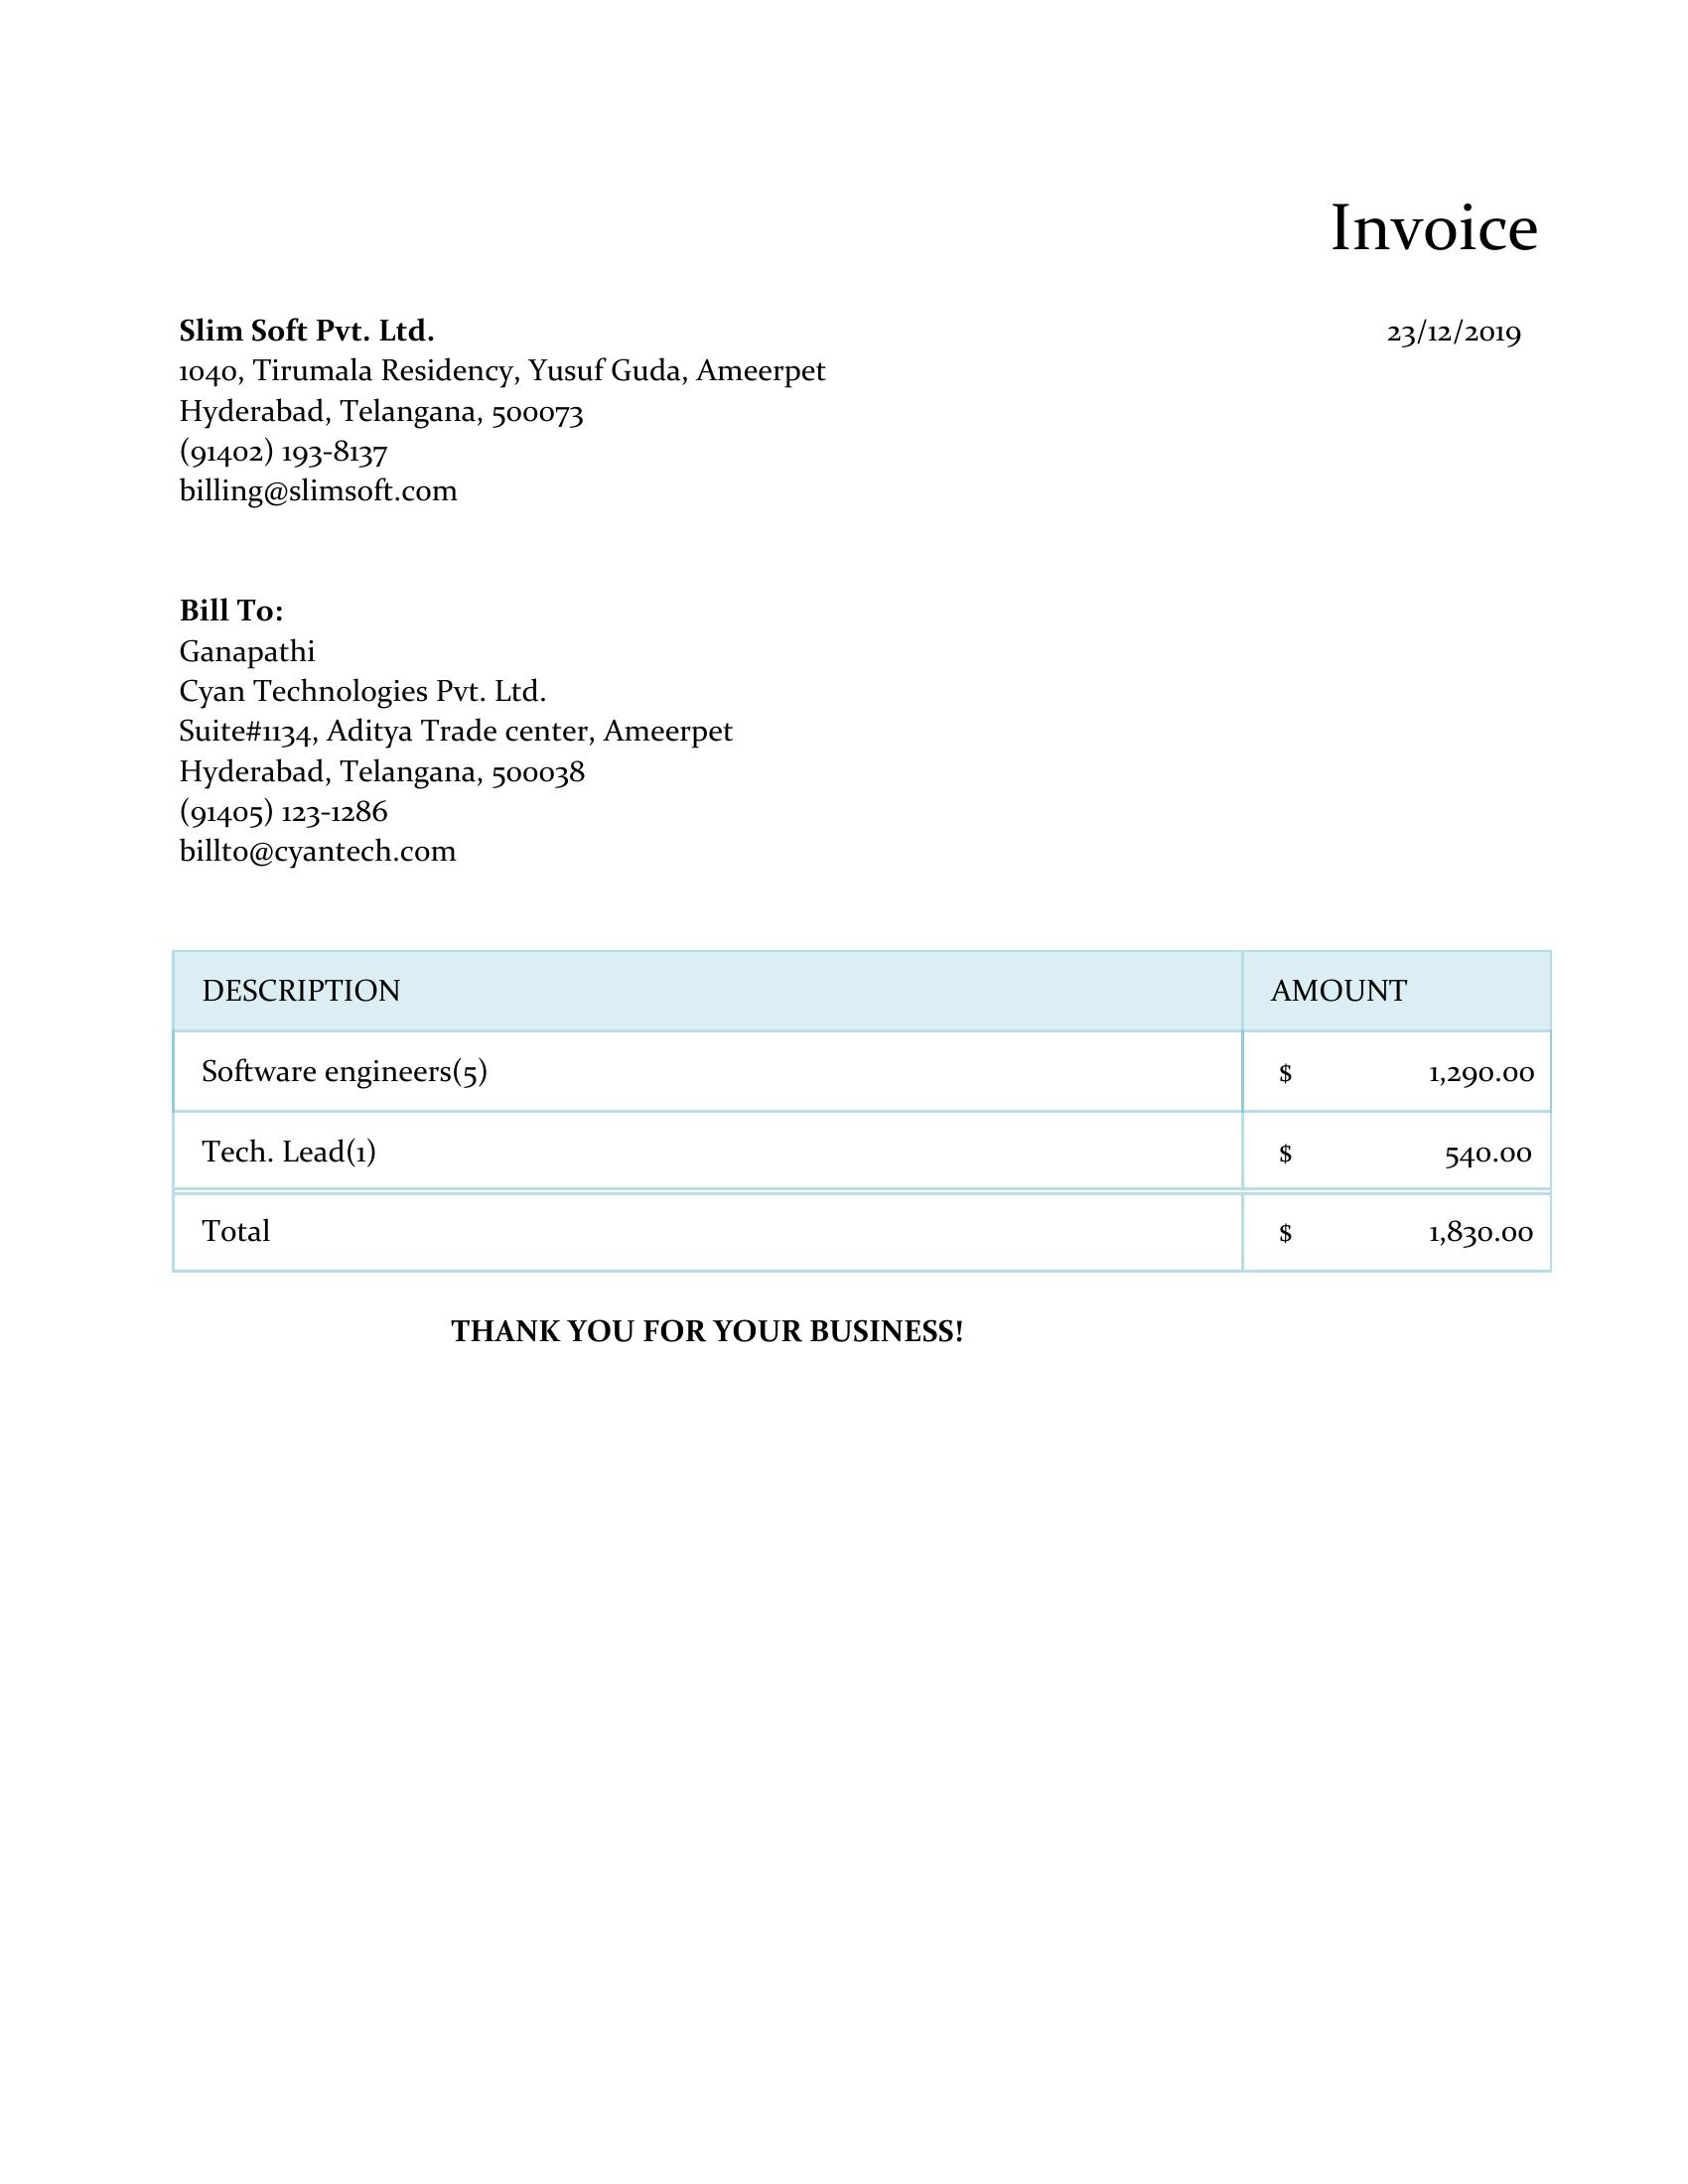 Invoice
Slim Soft Pvt. Ltd. 23/12/2019
1040, Tirumala Residency, Yusuf Guda, Ameerpet
Hyderabad, Telangana, 500073
(91402) 193-8137
billing@slimsoft.com
Bill To:
Ganapathi
Cyan Technologies Pvt. Ltd.
Suite#1134, Aditya Trade center, Ameerpet
Hyderabad, Telangana, 500038
(91405) 123-1286
billto@cyantech.com
DESCRIPTION AMOUNT
Software engineers(5) $ 1,290.00
Tech. Lead(1) $ 540.00
Total $ 1,830.00
THANK YOU FOR YOUR BUSINESS!